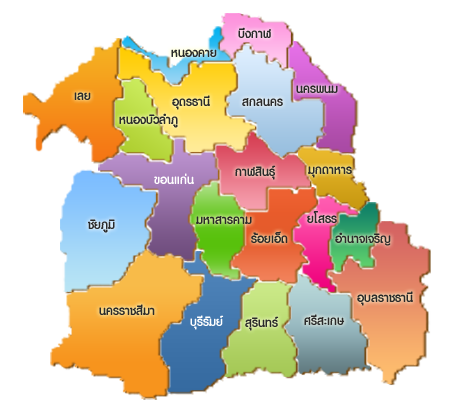 บึงกาฬ
หนองคาย
เลย
อุดรธานี
สกลนคร
นครพนม
หนองบัวลำภู
ขอนแก่น
กาฬสินธุ์
มุกดาหาร
ชัยภูมิ
มหาสารคาม
ร้อยเอ็ด
ยโสธร
อำนาจเจริญ
นครราชสีมา
บุรีรัมย์
สุรินทร์
ศรีสะเกษ
อุบลราชธานี